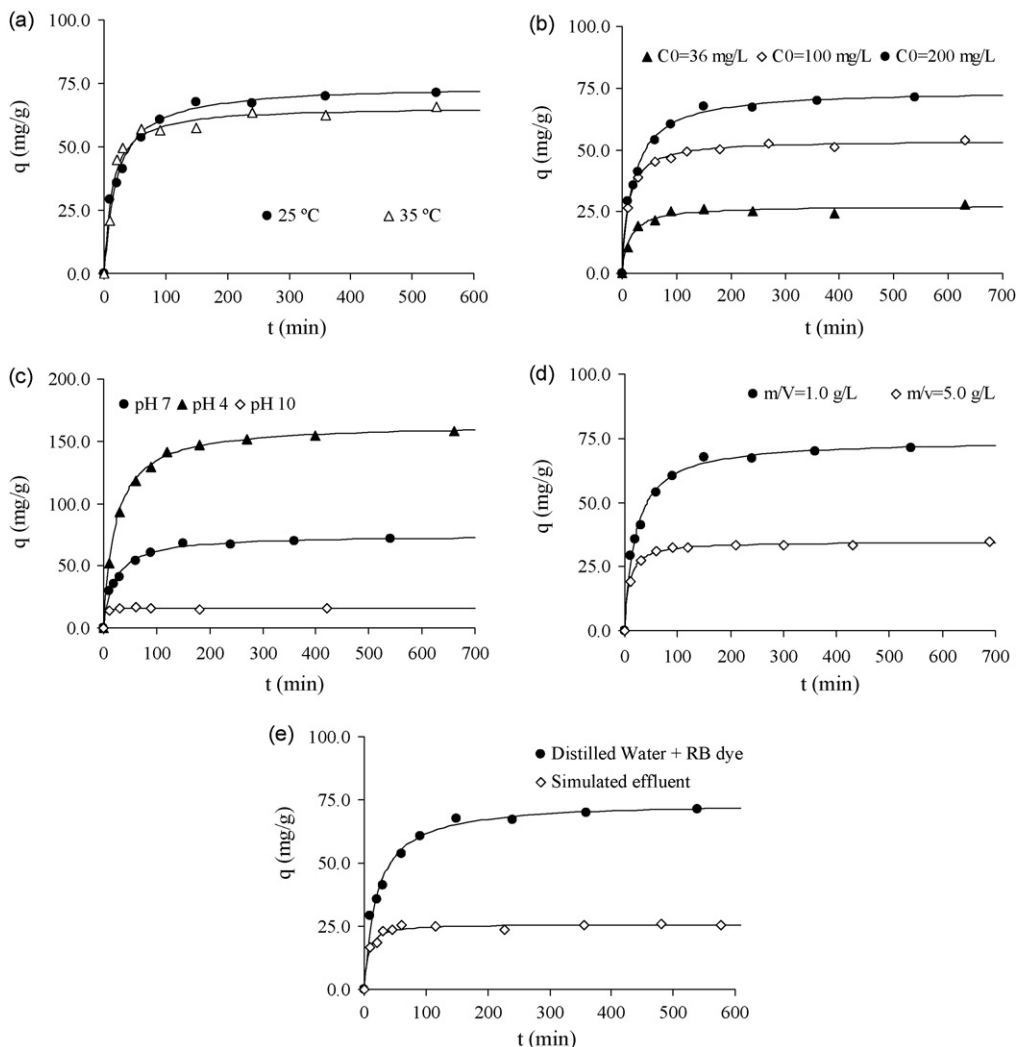 (a)
100.0
75.0
50.0
25.0
0.0
q (mg/g)
25 ºC
35 ºC
0 100 200 300 400 500 600
t (min)
(b)
100.0
75.0
50.0
25.0
0.0
q (mg/g)
C0=36 mg/L C0=100 mg/L C0=200 mg/L
0 100 200 300 400 500 600 700
t (min)
(c)
200.0
150.0
100.0
50.0
0.0
q (mg/g)
pH 7 pH 4 pH 10
0 100 200 300 400 500 600 700
t (min)
(d)
100.0
75.0
50.0
25.0
0.0
q (mg/g)
m/V=1.0 g/L m/v=5.0 g/L
0 100 200 300 400 500 600 700
t (min)
(e)
100.0
75.0
50.0
25.0
0.0
q (mg/g)
Distilled Water + RB dye
Simulated effluent
0 100 200 300 400 500 600
t (min)